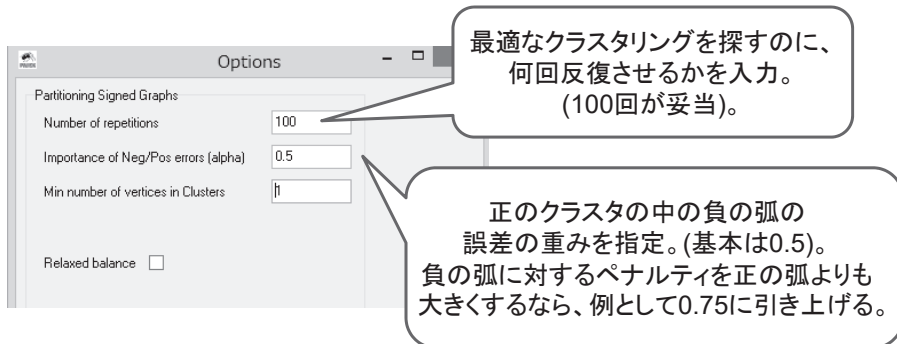 最適なクラスタリングを探すのに、
何回反復させるかを入力。
(100回が妥当)。
Options
Partitioning Signed Graphs
Number of repetitions
100
Importance of Neg/Pos errors (alpha)
0.5
Min number of vertices in Clusters
1
Relaxed balance
正のクラスタの中の負の弧の
誤差の重みを指定。(基本は0.5)。
負の弧に対するペナルティを正の弧よりも
大きくするなら、例として0.75に引き上げる。